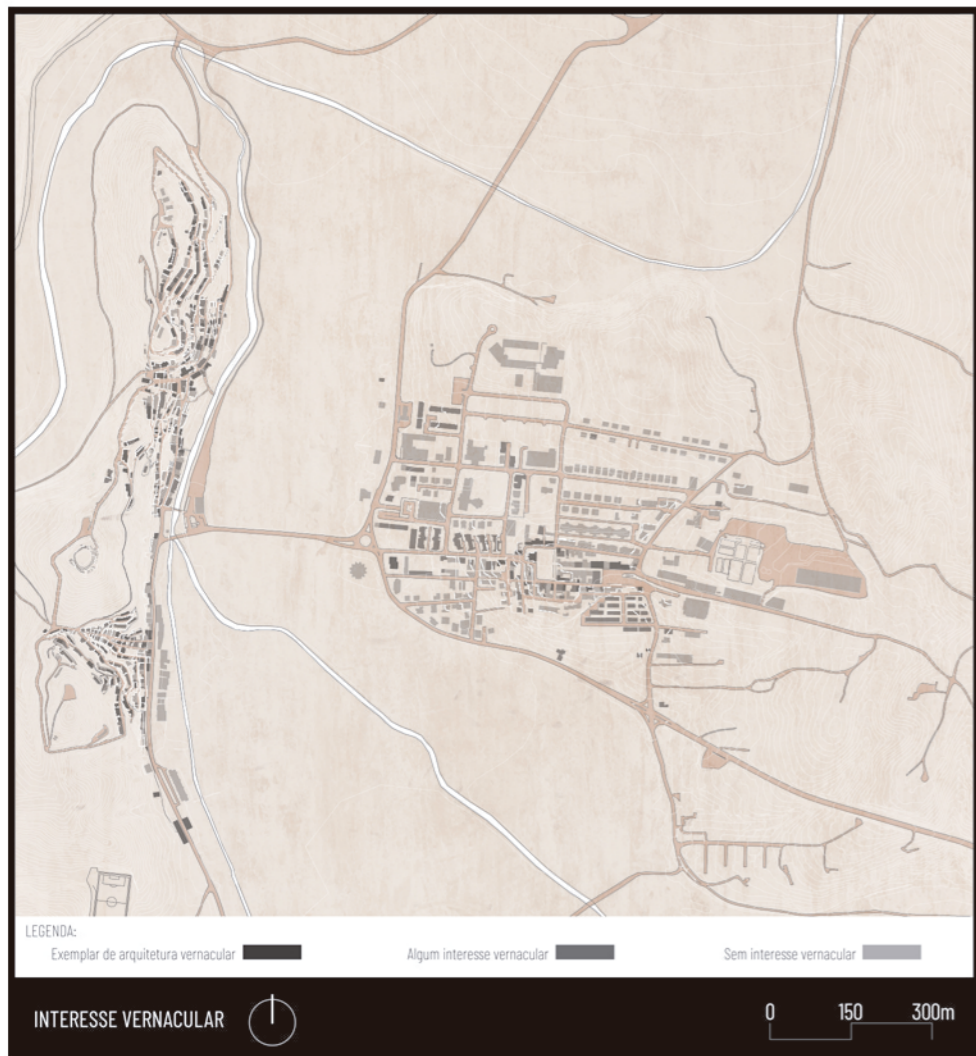 LEGENDA:
Exemplar de arquitetura vernacular
Algum interesse vernacular
Sem interesse vernacular
INTERESSE VERNACULAR
0 150 300m